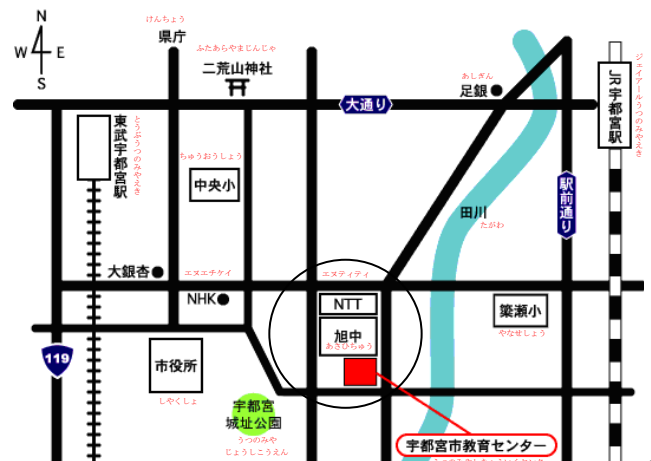 N
W E
S
けんちょう
県庁
ふたあらやまじんじゃ
二荒山神社
あしぎん
足銀
大通り
ジェイアールうつのみやえき
JR宇都宮駅
東武宇都宮駅
とうぶうつのみやえき
ちゅうおうしょう
中央小
田川
たがわ
駅前通り
大銀杏
エヌエチケイ
NHK
エヌティティ
NTT
旭中
あさひちゅう
簗瀬小
やなせしょう
119
市役所
しやくしょ
宇都宮
城址公園
うつのみや
じょうしこうえん
宇都宮市教育センター